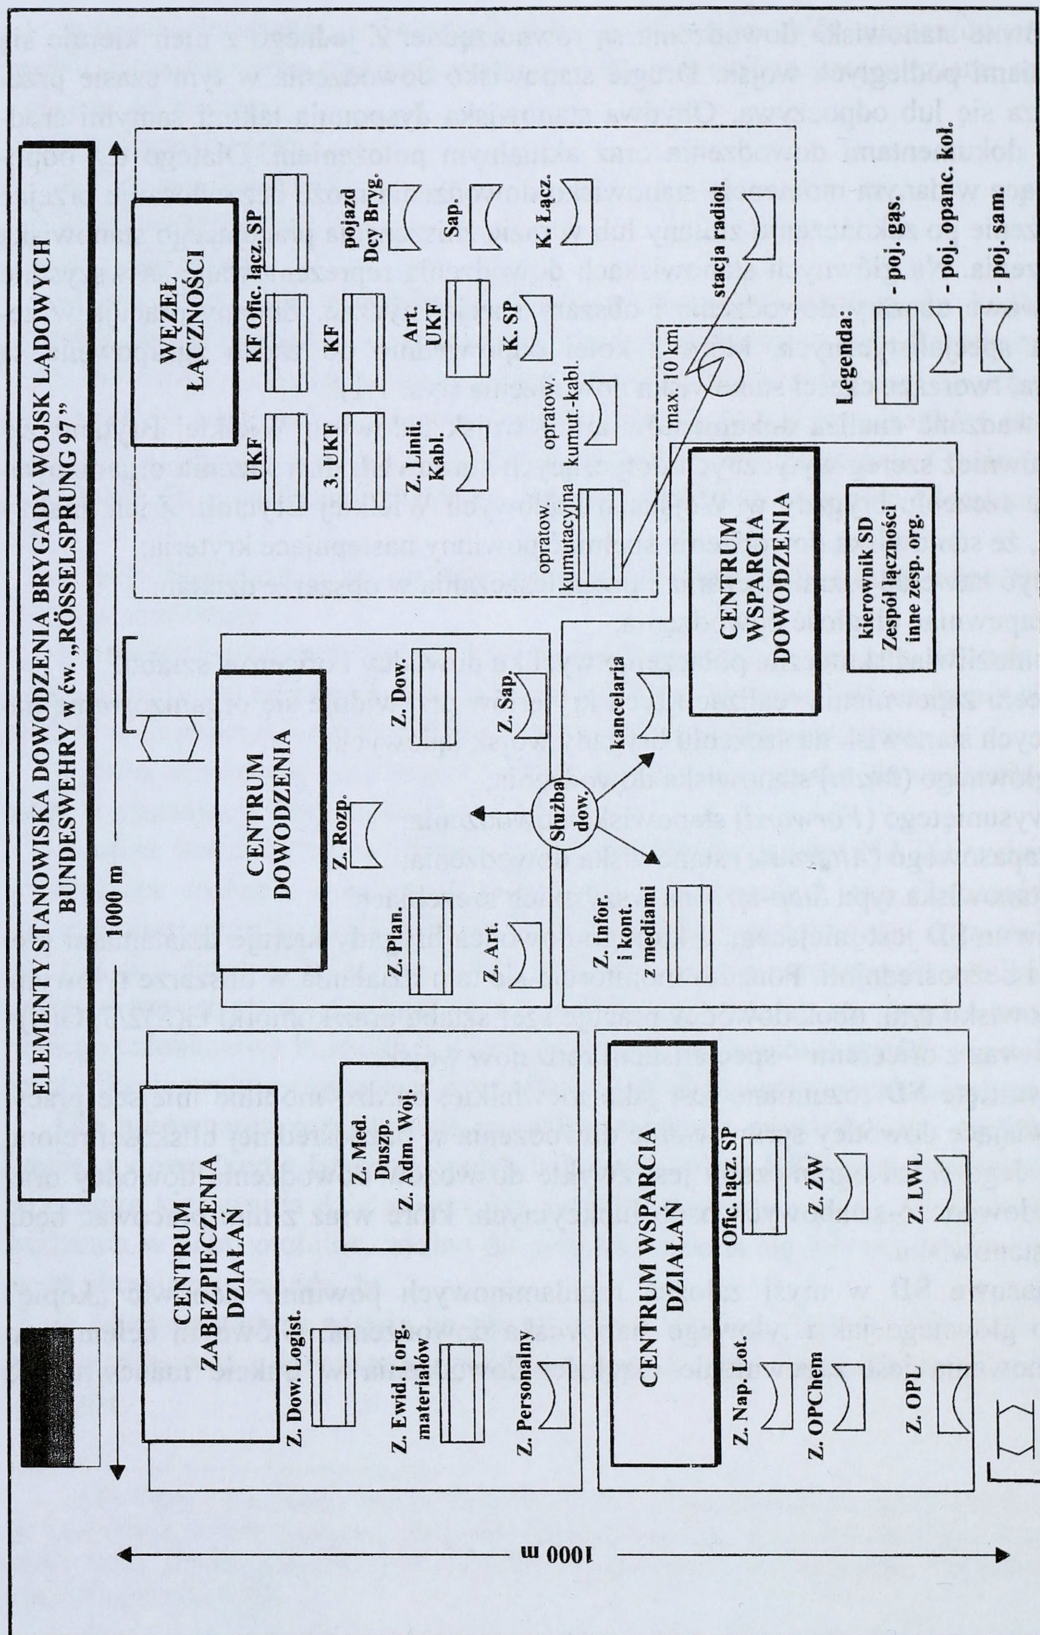 ELEMENTY STANOWISKA DOWODZENIA BRYGADY WOJSK LĄDOWYCH
BUNDESWEHRY w ćw. „RÖSSELSPRUNG 97”
1000 m
1000 m
CENTRUM
ZABEZPIECZENIA
DZIAŁAŃ
Z. Dow. Logist
Z. Ewid. i org.
materiałów
Z. Personalny
Z. Med.
Duszp.
Z. Adm. Woj.
CENTRUM
DOWODZENIA
Z. Rozp.
Z. Plan.
Z. Dow.
Z. Art.
Z. Sap.
WĘZEŁ
ŁĄCZNOŚCI
UKF
KF Ofic. łącz. SP
3.UKF
KF
pojazd
Dcy Bryg.
Z. Linii
Kabl.
Art.
UKF
Sap.
K. SP
K. Łącz.
opratow.
kumutacyjna
opratow.
kumut.-kabl.
stacja radiol.
max. 10 km
CENTRUM WSPARCIA
DZIAŁAŃ
Ofic. łącz. SP
Z. Nap. Lot
Z. ŻW
Z. OPChem
Z. OPL
Z. LWL
Służba
dow.
Z. Infor.
i kont.
z mediami
kancelaria
CENTRUM
WSPARCIA
DOWODZENIA
kierownik SD
Zespół łączności
inne zesp. org.
Legenda:
- poj. gąs.
- poj. opanc. koł.
- poj. sam.